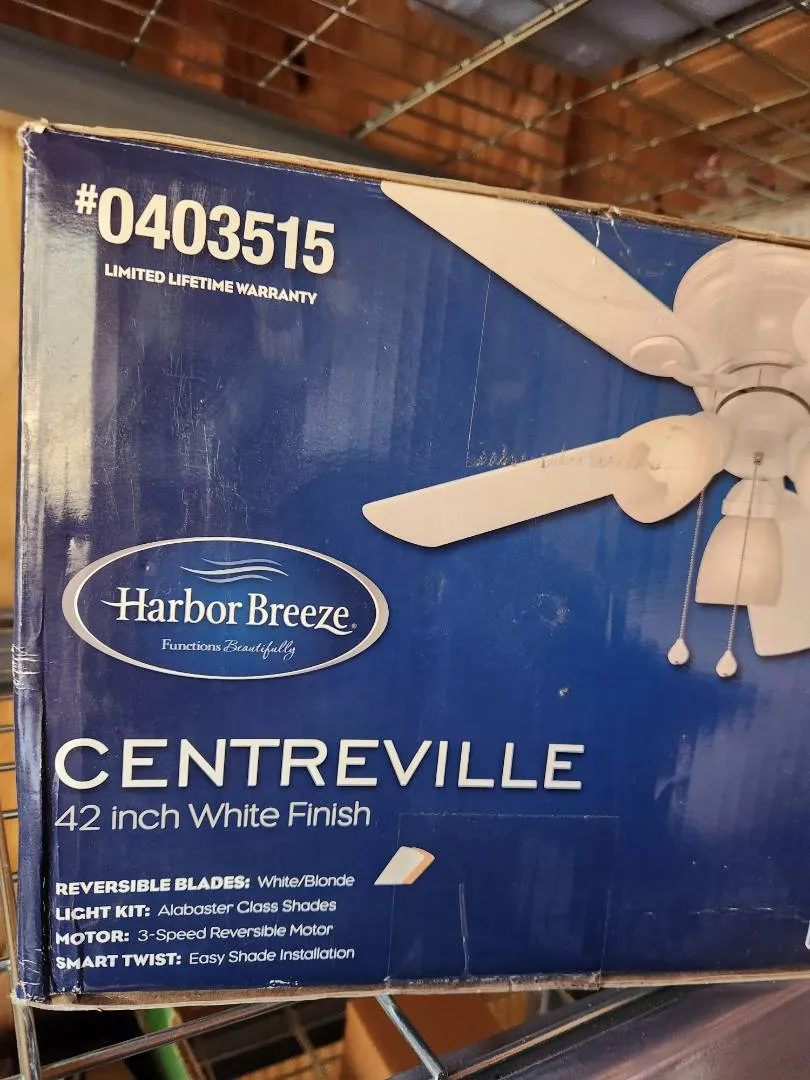 #0403515
LIMITED LIFETIME WARRANTY
Harbor Breeze®
Functions Beautifully
CENTREVILLE
42 inch White Finish
REVERSIBLE BLADES: White/Blonde
LIGHT KIT: Alabaster Glass Shades
MOTOR: 3-Speed Reversible Motor
SMART TWIST: Easy Shade Installation